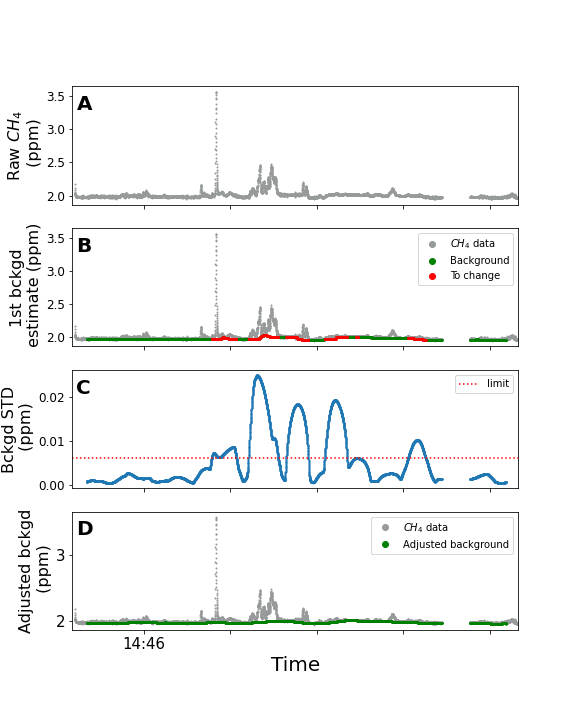 A
Raw CH4
(ppm)
3.5
3.0
2.5
2.0
B
1st bckgd
estimate (ppm)
3.5
3.0
2.5
2.0
CH4 data
Background
To change
C
Bckgd STD
(ppm)
0.02
0.01
0.00
limit
D
Adjusted bckgd
(ppm)
3
2
CH4 data
Adjusted background
14:46
Time